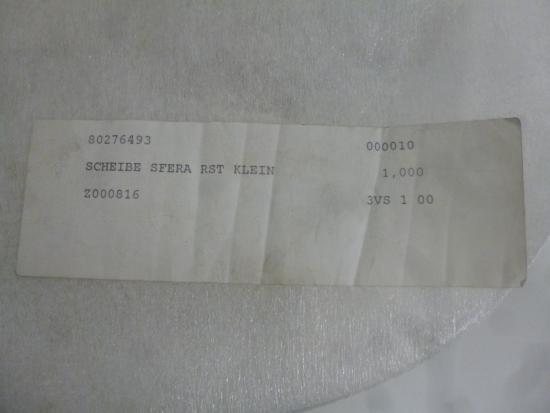 80276493 000010
SCHEIBE SFERA RST KLEIN 1,000
Z000816 3VS 1 00